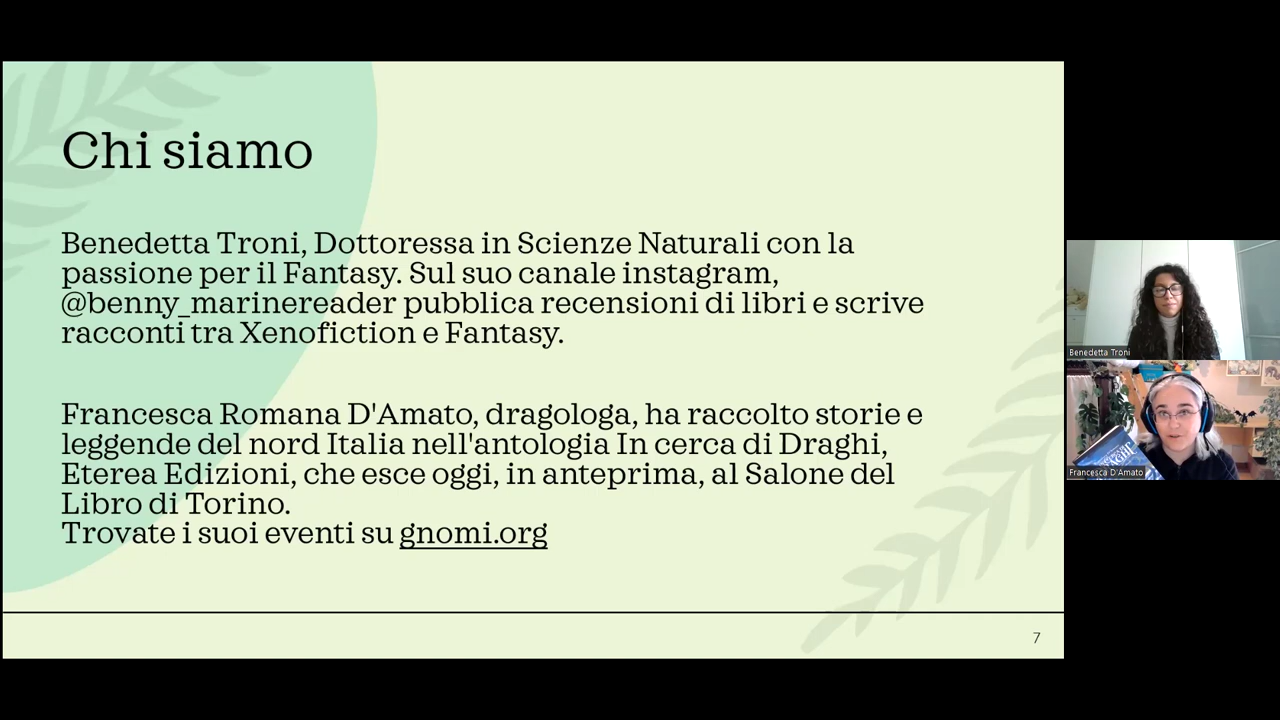 Chi siamo
Benedetta Troni, Dottoressa in Scienze Naturali con la
passione per il Fantasy. Sul suo canale instagram,
@benny_marinereader pubblica recensioni di libri e scrive
racconti tra Xenofiction e Fantasy.
Francesca Romana D'Amato, dragologa, ha raccolto storie e
leggende del nord Italia nell'antologia In cerca di Draghi,
Eterea Edizioni, che esce oggi, in anteprima, al Salone del
Libro di Torino.
Trovate i suoi eventi su gnomi.org
7
Benedetta Troni
Francesca D'Amato